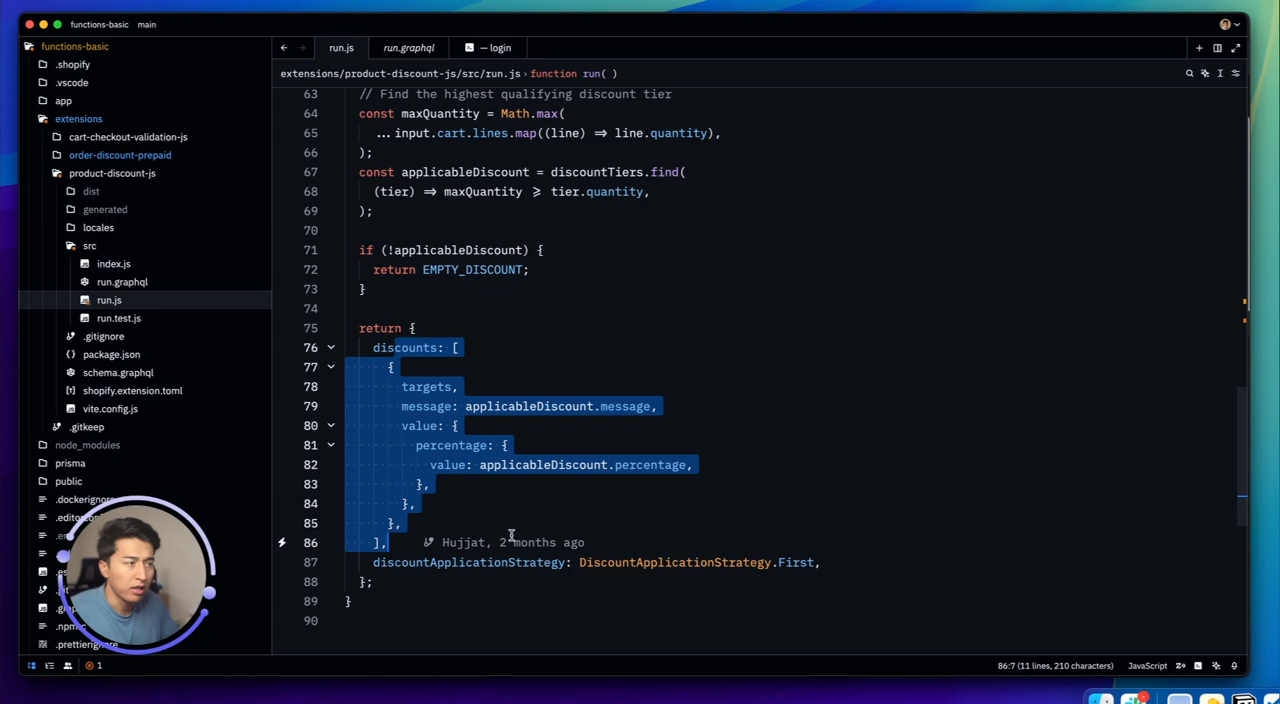 functions-basic main
functions-basic
.shopify
.vscode
app
extensions
cart-checkout-validation-js
order-discount-prepaid
product-discount-js
dist
generated
locales
src
index.js
run.graphql
run.js
run.test.js
.gitignore
package.json
schema.graphql
shopify.extension.toml
vite.config.js
.gitkeep
node_modules
prisma
public
.dockerignore
.gi
.npm
.prettierignore
1
run.js run.graphql — login
extensions/product-discount-js/src/run.js › function run( )
63 // Find the highest qualifying discount tier
64 const maxQuantity = Math.max(
65 ...input.cart.lines.map((line) => line.quantity),
66 );
67 const applicableDiscount = discountTiers.find(
68 (tier) => maxQuantity ≥ tier.quantity,
69 );
70
71 if (!applicableDiscount) {
72 return EMPTY_DISCOUNT;
73 }
74
75 return {
76 discounts: [
77 {
78 targets,
79 message: applicableDiscount.message,
80 value: {
81 percentage: {
82 value: applicableDiscount.percentage,
83 },
84 },
85 },
86 ], Hujjat, 2 months ago
87 discountApplicationStrategy: DiscountApplicationStrategy.First,
88 };
89 }
90
86:7 (11 lines, 210 characters) JavaScript